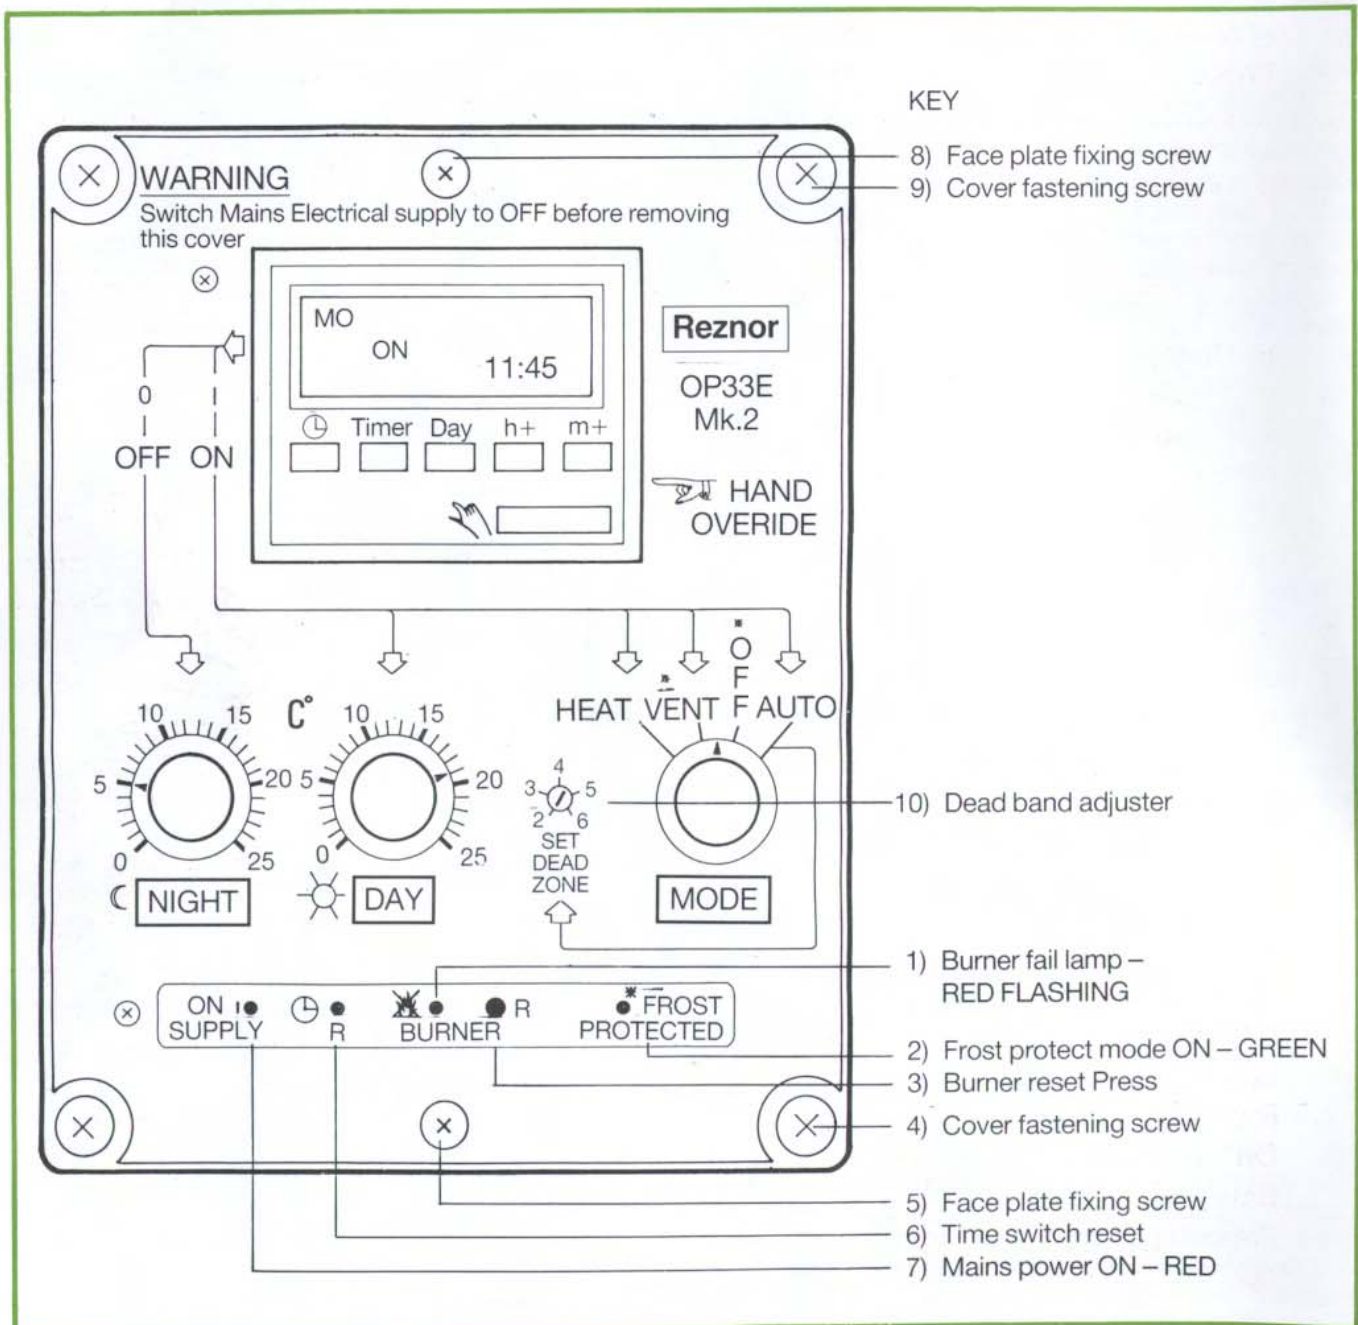 KEY
8) Face plate fixing screw
9) Cover fastening screw
WARNING
Switch Mains Electrical supply to OFF before removing
this cover
MO
ON
11:45
Timer Day h+ m+
Reznor
OP33E
Mk.2
HAND
OVERIDE
0 I
OFF ON
OFF
HEAT VENT AUTO
C°
0 5 10 15 20 25
NIGHT
0 5 10 15 20 25
DAY
2 3 4 5 6
SET
DEAD
ZONE
MODE
10) Dead band adjuster
1) Burner fail lamp –
RED FLASHING
ON I
SUPPLY
R
BURNER
R
* FROST
PROTECTED
2) Frost protect mode ON – GREEN
3) Burner reset Press
4) Cover fastening screw
5) Face plate fixing screw
6) Time switch reset
7) Mains power ON – RED